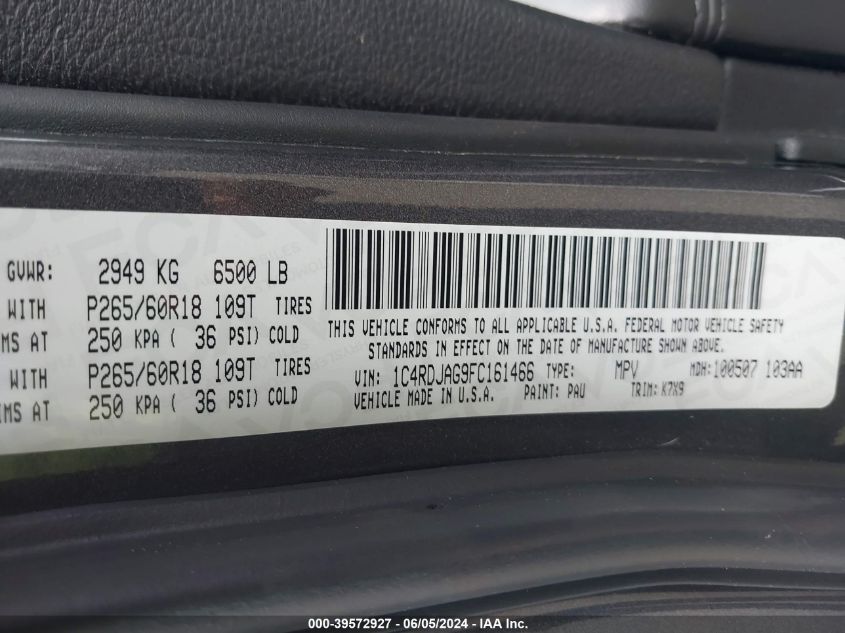 GVWR: 2949 KG 6500 LB
WITH P265/60R18 109T TIRES
MS AT 250 KPA ( 36 PSI) COLD
WITH P265/60R18 109T TIRES
IMS AT 250 KPA ( 36 PSI) COLD
THIS VEHICLE CONFORMS TO ALL APPLICABLE U.S.A. FEDERAL MOTOR VEHICLE SAFETY
STANDARDS IN EFFECT ON THE DATE OF MANUFACTURE SHOWN ABOVE.
VIN: 1C4RDJAG9FC161466 TYPE: MPV MDH: 100507 103AA
VEHICLE MADE IN U.S.A. PAINT: PAU TRIM: K7X9
000-39572927 - 06/05/2024 - IAA Inc.